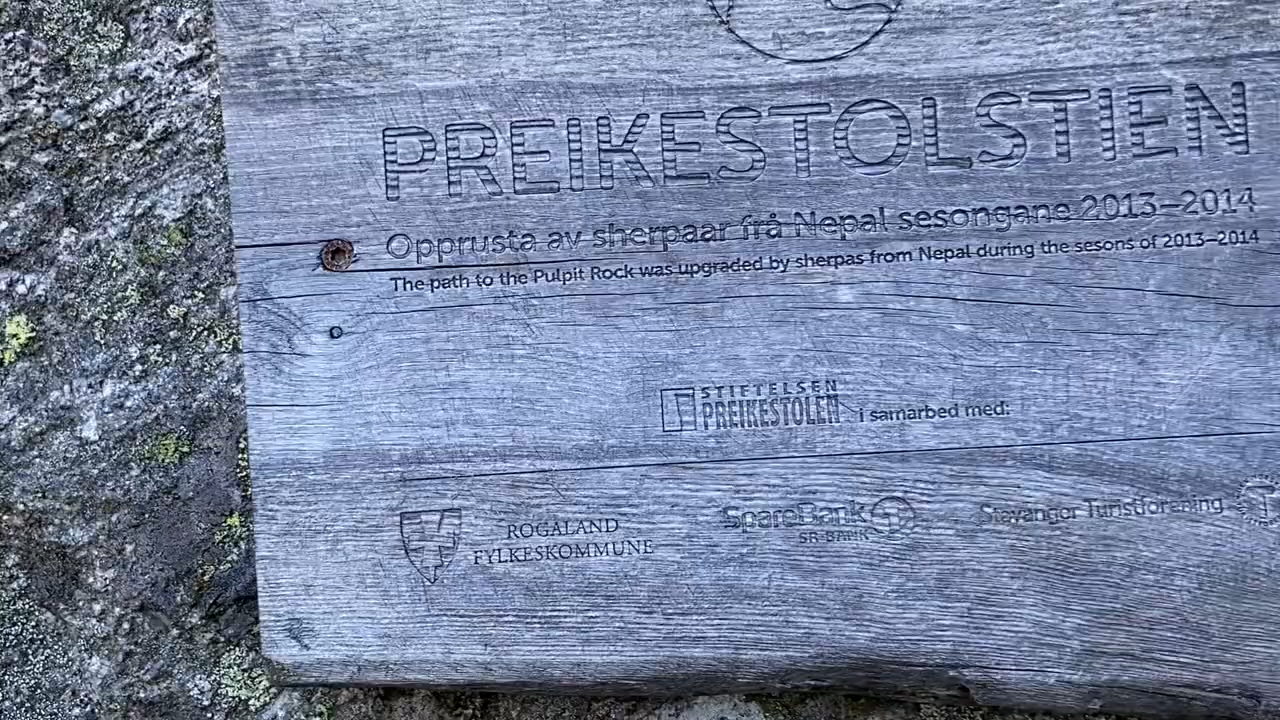 PREIKESTOLSTIEN
Opprusta av sherpaar frå Nepal sesongane 2013–2014
The path to the Pulpit Rock was upgraded by sherpas from Nepal during the sesons of 2013–2014
STIFTELSEN
PREIKESTOLEN i samarbed med:
ROGALAND
FYLKESKOMMUNE
SpareBank
SR-BANK
Stavanger Turistforening